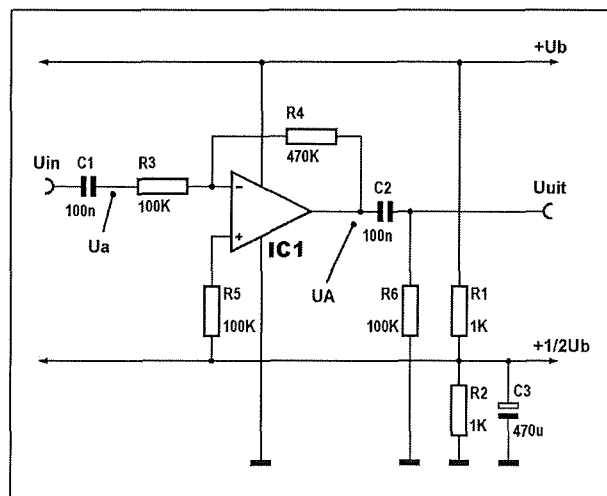 +Ub
R4
470K
Uin
C1
100n
R3
100K
-
+
IC1
Ua
C2
100n
Uuit
UA
R5
100K
R6
100K
R1
1K
+1/2Ub
R2
1K
C3
470u